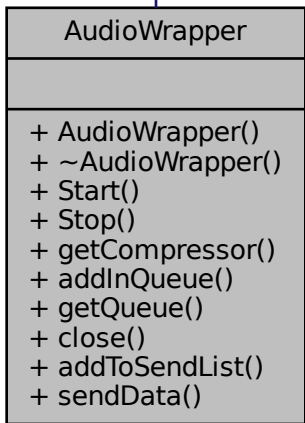 AudioWrapper
+ AudioWrapper()
+ ~AudioWrapper()
+ Start()
+ Stop()
+ getCompressor()
+ addInQueue()
+ getQueue()
+ close()
+ addToSendList()
+ sendData()